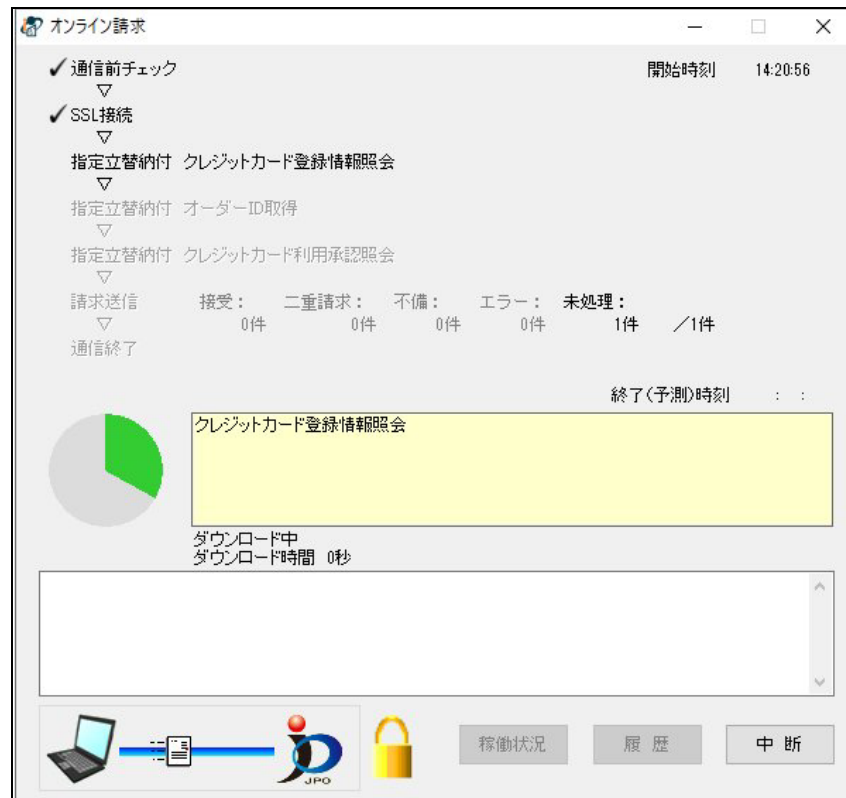 オンライン請求
通信前チェック 開始時刻 14:20:56
▽
SSL接続
▽
指定立替納付 クレジットカード登録情報照会
▽
指定立替納付 オーダーID取得
▽
指定立替納付 クレジットカード利用承認照会
▽
請求送信 接受: 二重請求: 不備: エラー: 未処理:
▽ 0件 0件 0件 0件 1件 /1件
通信終了
終了(予測)時刻 : :
クレジットカード登録情報照会
ダウンロード中
ダウンロード時間 0秒
JPO
稼働状況 履歴 中断